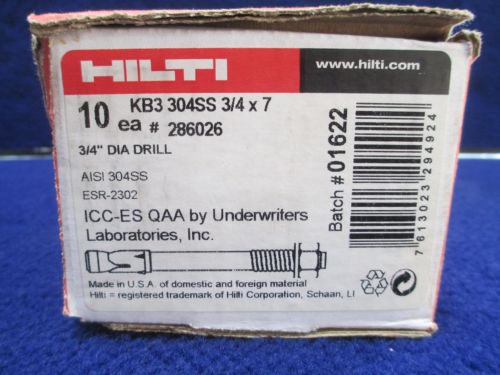 HILTI
www.hilti.com
10 ea KB3 304SS 3/4 x 7
# 286026
3/4" DIA DRILL
AISI 304SS
ESR-2302
ICC-ES QAA by Underwriters
Laboratories, Inc.
Made in U.S.A. of domestic and foreign material
Hilti = registered trademark of Hilti Corporation, Schaan, LI
Batch # 01622
7 613023 294924